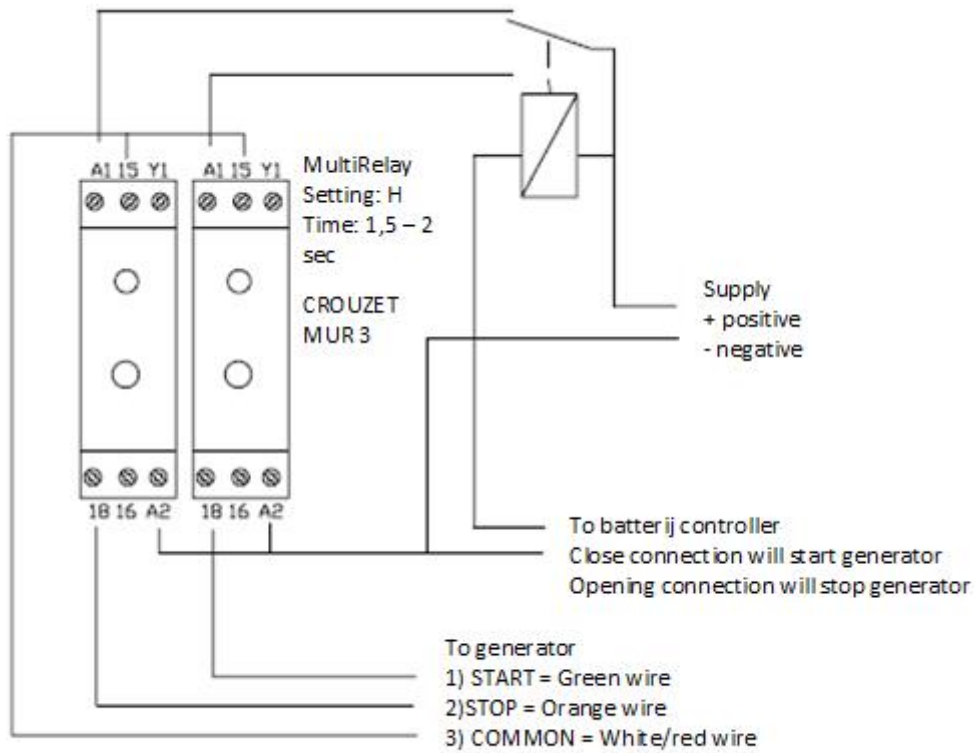 A1 15 Y1
A1 15 Y1
MultiRelay
Setting: H
Time: 1,5 – 2
sec
CROUZET
MUR 3
Supply
+ positive
- negative
18 16 A2
18 16 A2
To batterij controller
Close connection will start generator
Opening connection will stop generator
To generator
1) START = Green wire
2)STOP = Orange wire
3) COMMON = White/red wire